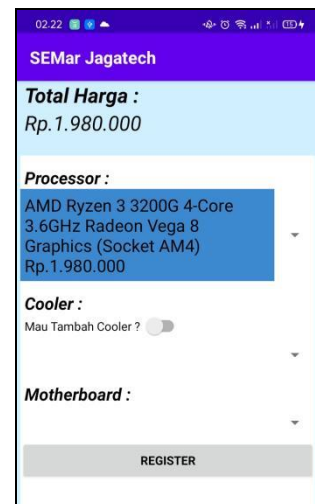 02.22
SEMar Jagatech
Total Harga :
Rp.1.980.000
Processor :
AMD Ryzen 3 3200G 4-Core
3.6GHz Radeon Vega 8
Graphics (Socket AM4)
Rp.1.980.000
Cooler :
Mau Tambah Cooler ?
Motherboard :
REGISTER